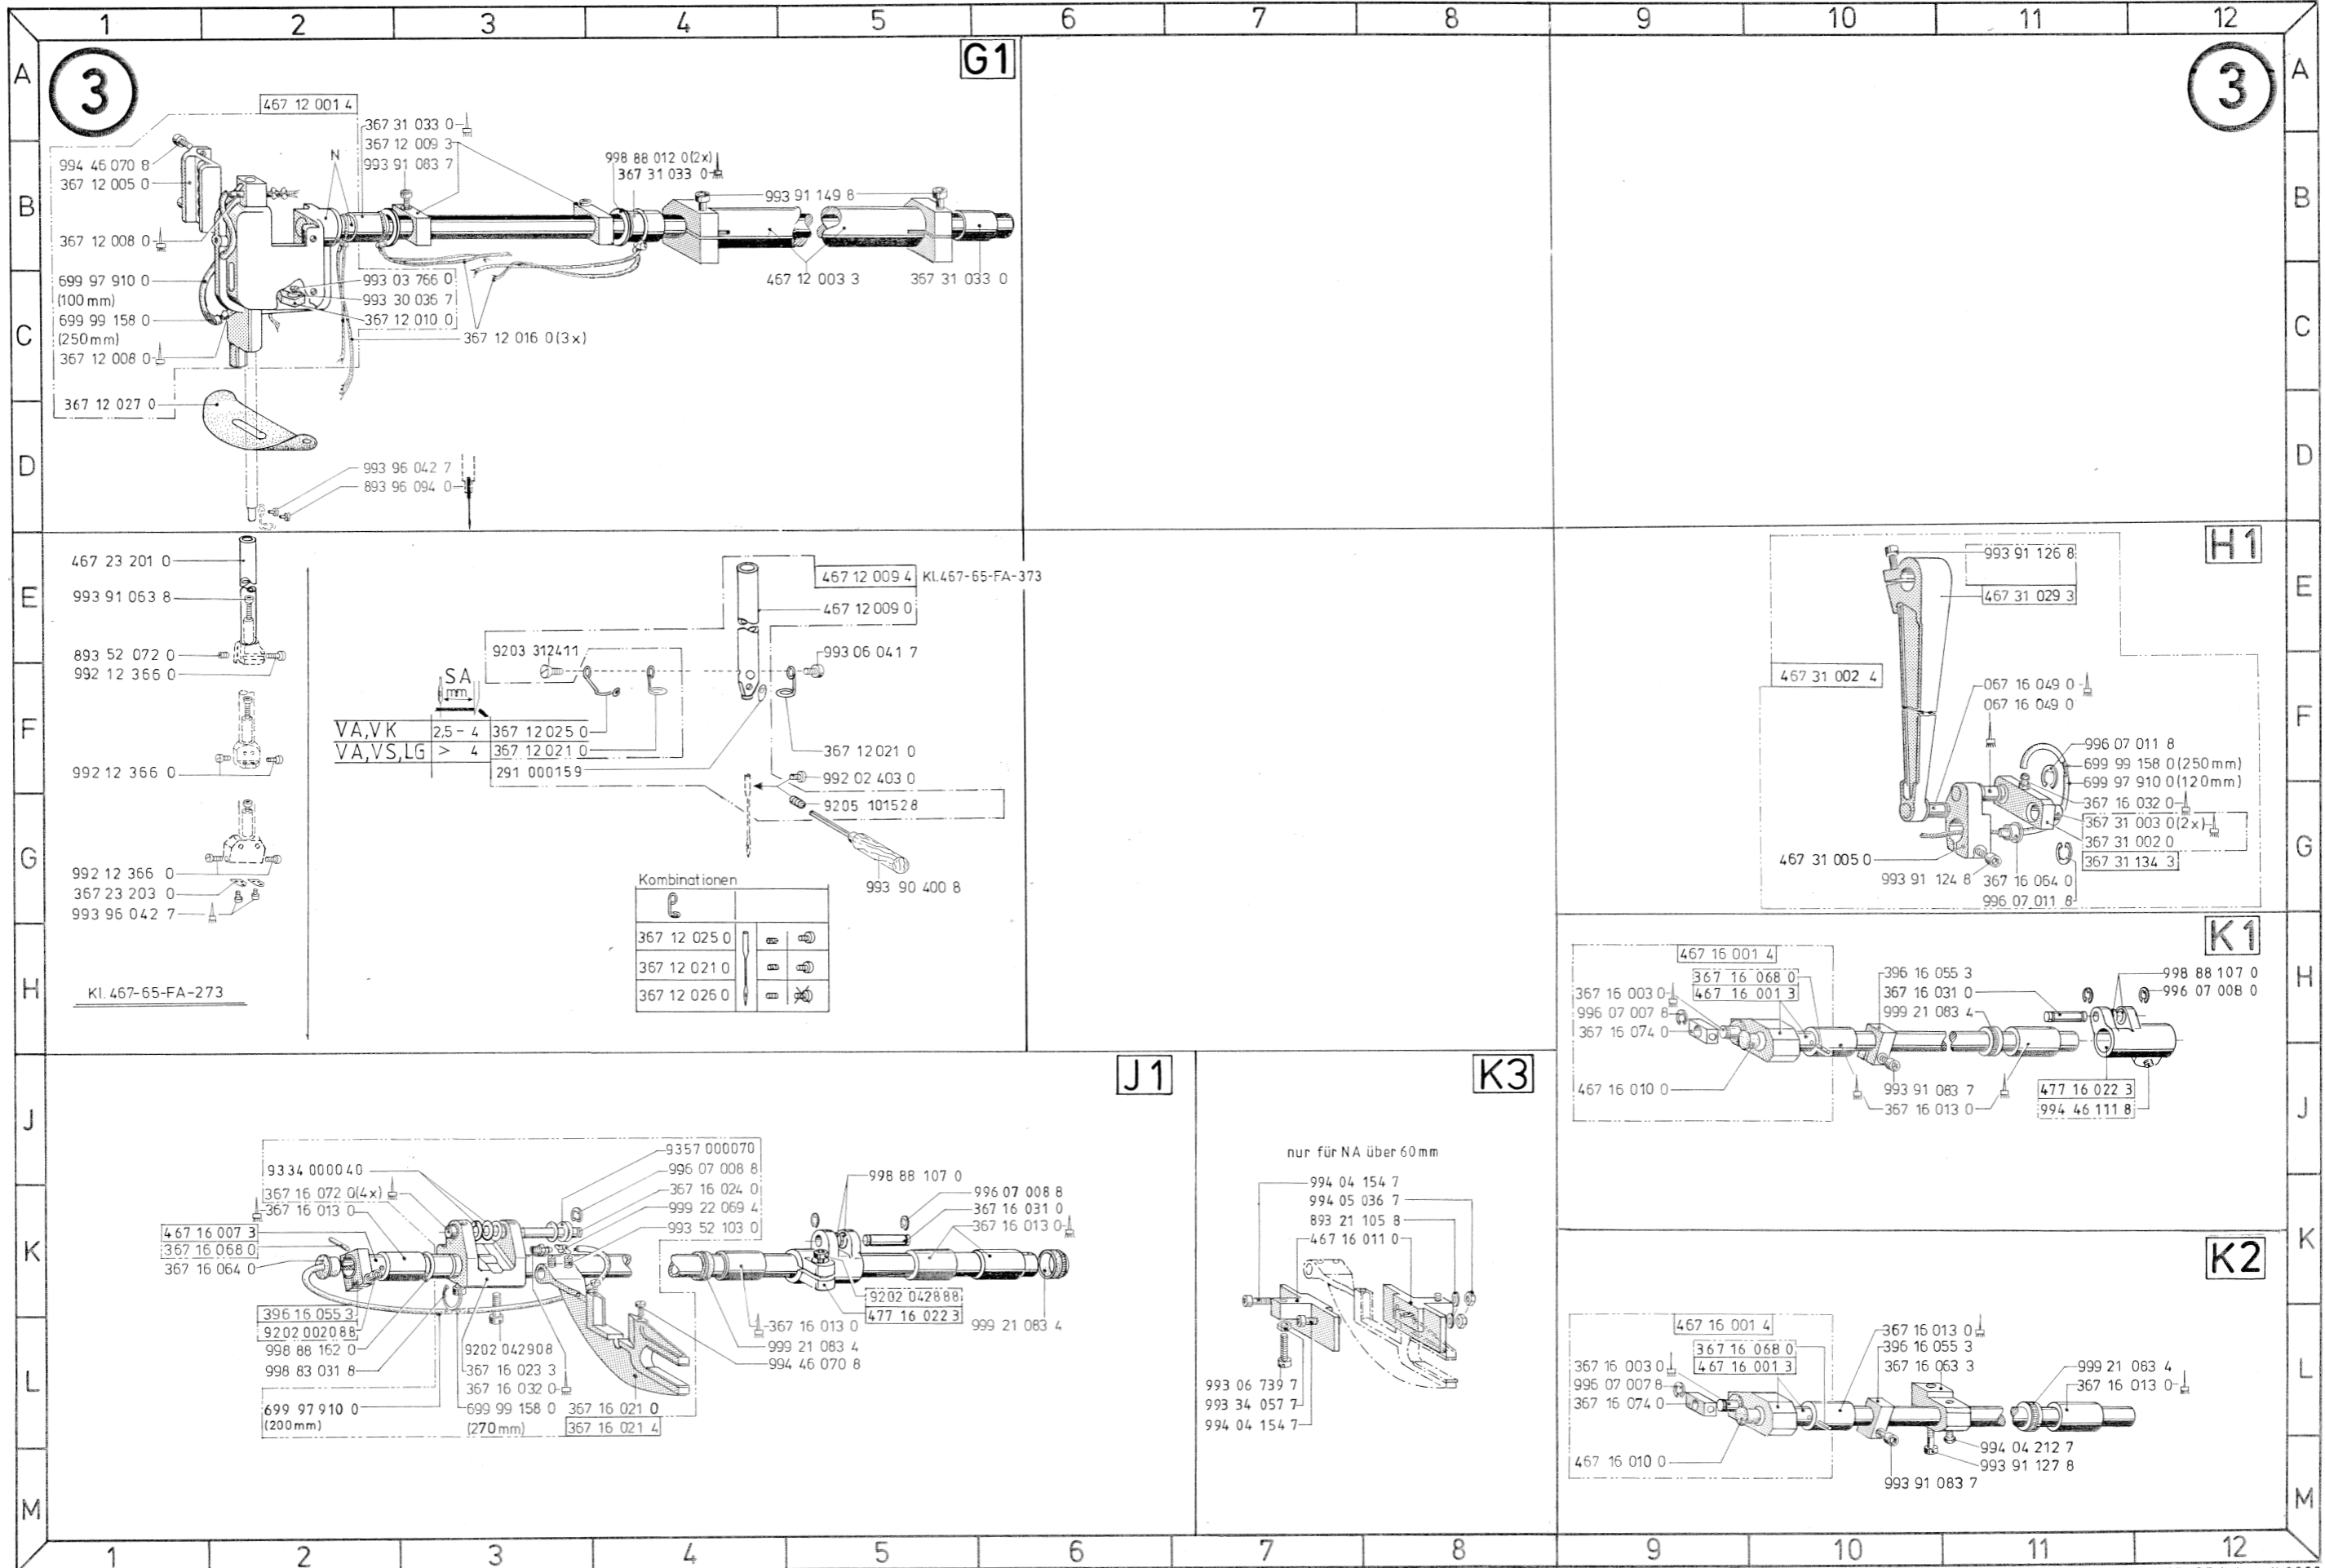 1 2 3 4 5 6 7 8 9 10 11 12
A
B
C
D
E
F
G
H
J
K
L
M
3
G1
467 12 001 4
367 31 033 0
367 12 009 3
993 91 083 7
994 46 070 8
367 12 005 0
N
998 88 012 0 (2x)
367 31 033 0
993 91 149 8
367 12 008 0
467 12 003 3
367 31 033 0
699 97 910 0
(100 mm)
699 99 158 0
(250 mm)
367 12 008 0
993 03 766 0
993 30 036 7
367 12 010 0
367 12 016 0 (3x)
367 12 027 0
993 96 042 7
893 96 094 0
467 23 201 0
993 91 063 8
893 52 072 0
992 12 366 0
992 12 366 0
992 12 366 0
367 23 203 0
993 96 042 7
Kl. 467-65-FA-273
467 12 009 4 Kl. 467-65-FA-373
467 12 009 0
9203 312411
993 06 041 7
SA
mm
VA, VK 2,5 - 4 367 12 025 0
VA, VS, LG > 4 367 12 021 0
291 000159
367 12 021 0
992 02 403 0
9205 101528
993 90 400 8
Kombinationen
367 12 025 0
367 12 021 0
367 12 026 0
3
H1
993 91 126 8
467 31 029 3
467 31 002 4
067 16 049 0
067 16 049 0
996 07 011 8
699 99 158 0 (250 mm)
699 97 910 0 (120 mm)
367 16 032 0
367 31 003 0 (2x)
367 31 002 0
367 31 134 3
467 31 005 0
993 91 124 8
367 16 064 0
996 07 011 8
K1
467 16 001 4
367 16 068 0
467 16 001 3
367 16 003 0
996 07 007 8
367 16 074 0
467 16 010 0
396 16 055 3
367 16 031 0
999 21 083 4
998 88 107 0
996 07 008 0
993 91 083 7
367 16 013 0
477 16 022 3
994 46 111 8
J1
9334 000040
367 16 072 0 (4x)
367 16 013 0
467 16 007 3
367 16 068 0
367 16 064 0
396 16 055 3
9202 002088
998 88 162 0
998 83 031 8
699 97 910 0
(200 mm)
9357 000070
996 07 008 8
367 16 024 0
999 22 069 4
993 52 103 0
9202 042908
367 16 023 3
367 16 032 0
699 99 158 0
(270 mm)
367 16 021 0
367 16 021 4
998 88 107 0
996 07 008 8
367 16 031 0
367 16 013 0
9202 042888
477 16 022 3
999 21 083 4
367 16 013 0
999 21 083 4
994 46 070 8
K3
nur für NA über 60 mm
994 04 154 7
994 05 036 7
893 21 105 8
467 16 011 0
993 06 739 7
993 34 057 7
994 04 154 7
K2
467 16 001 4
367 16 068 0
467 16 001 3
367 16 003 0
996 07 007 8
367 16 074 0
467 16 010 0
367 16 013 0
396 16 055 3
367 16 063 3
999 21 063 4
367 16 013 0
994 04 212 7
993 91 127 8
993 91 083 7
A
B
C
D
E
F
G
H
J
K
L
M
1 2 3 4 5 6 7 8 9 10 11 12